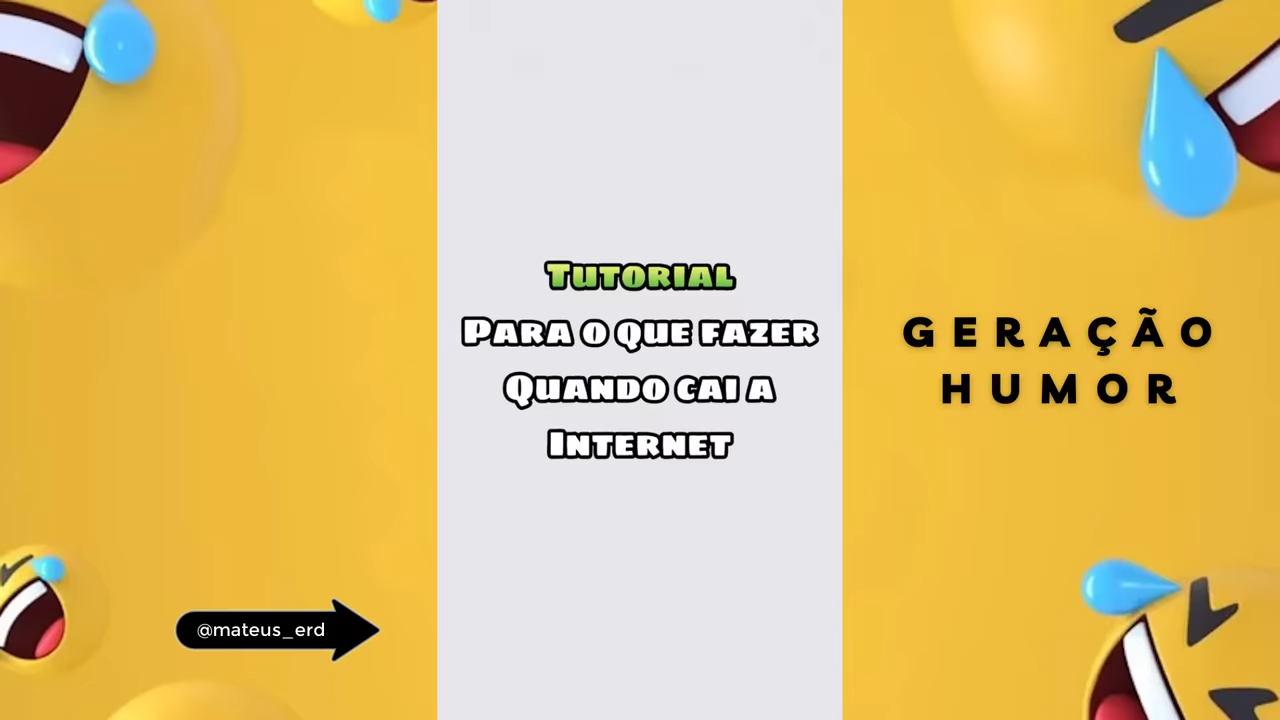 Tutorial
Para o que fazer
Quando cai a
Internet
GERAÇÃO
HUMOR
@mateus_erd